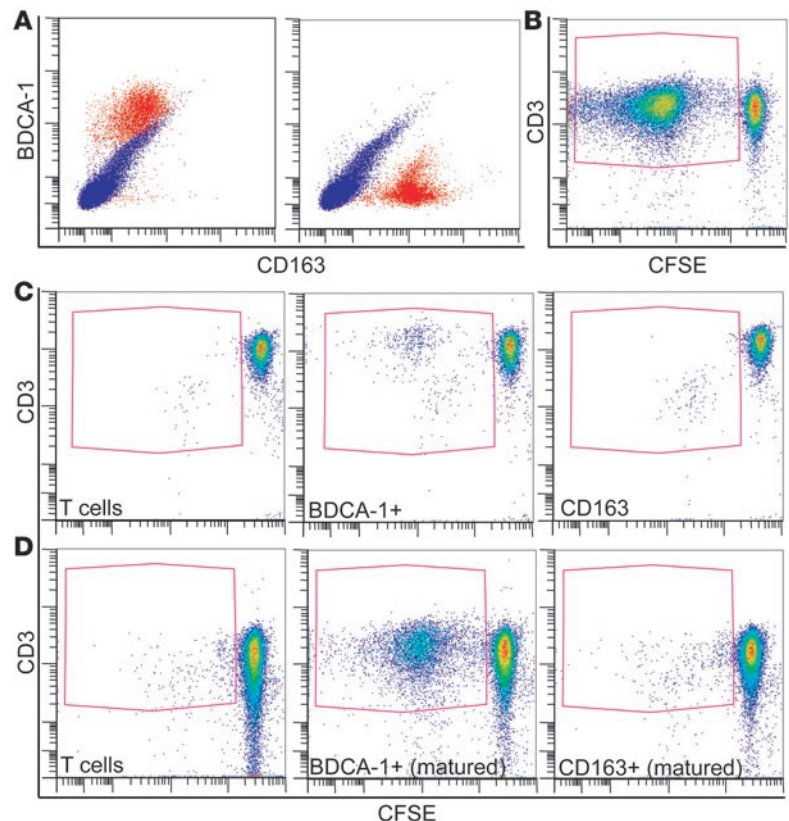 A
B
BDCA-1
CD163
CD3
CFSE
C
CD3
T cells
BDCA-1+
CD163
D
CD3
T cells
BDCA-1+ (matured)
CD163+ (matured)
CFSE